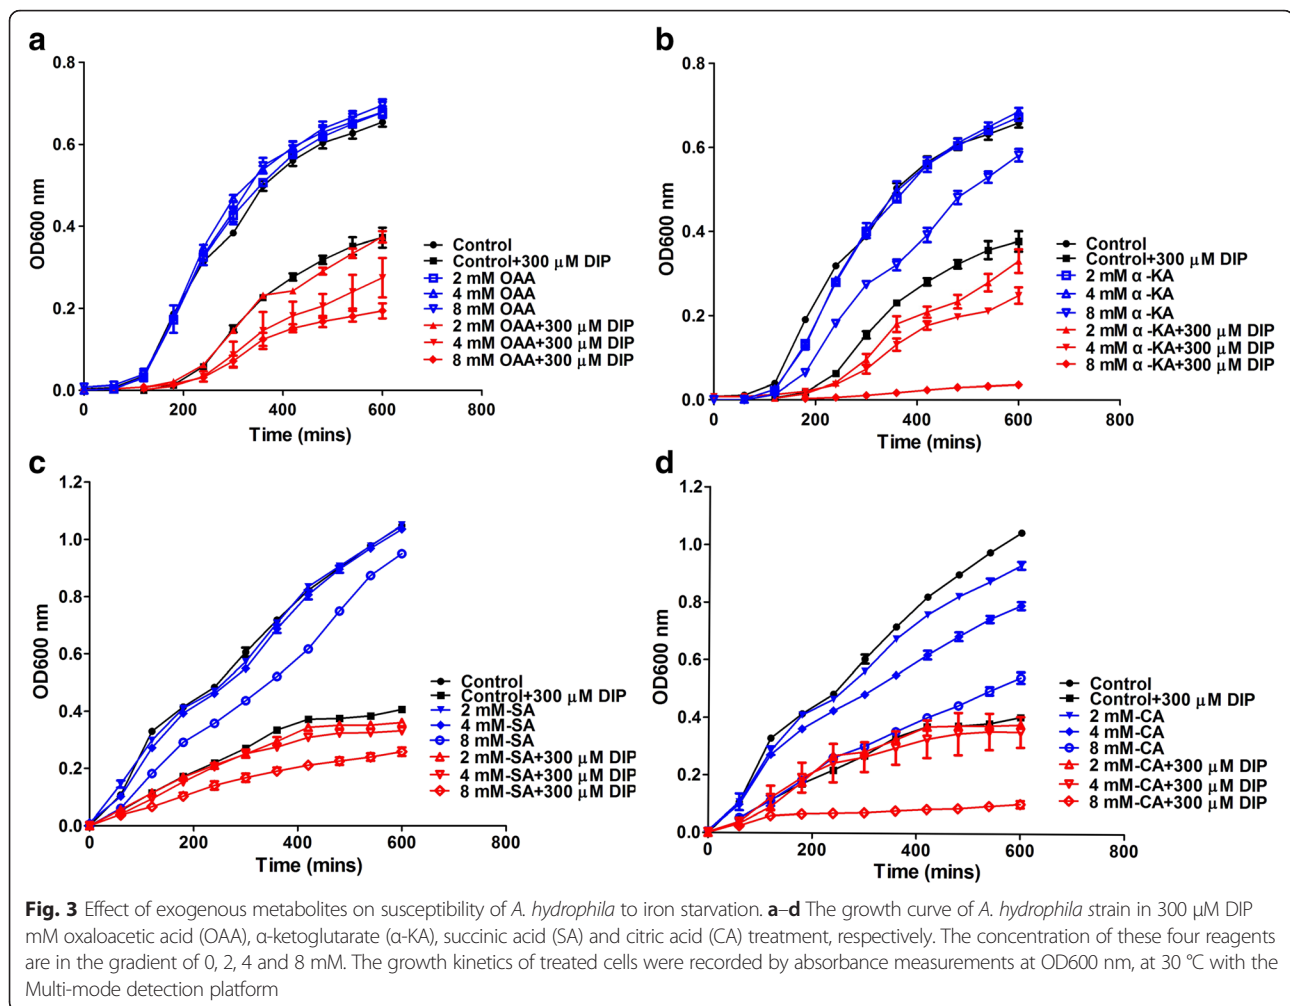 a
OD600 nm
0.8
0.6
0.4
0.2
0.0
0 200 400 600 800
Time (mins)
Control
Control+300 μM DIP
2 mM OAA
4 mM OAA
8 mM OAA
2 mM OAA+300 μM DIP
4 mM OAA+300 μM DIP
8 mM OAA+300 μM DIP
b
OD600 nm
0.8
0.6
0.4
0.2
0.0
0 200 400 600 800
Time (mins)
Control
Control+300 μM DIP
2 mM α -KA
4 mM α -KA
8 mM α -KA
2 mM α -KA+300 μM DIP
4 mM α -KA+300 μM DIP
8 mM α -KA+300 μM DIP
c
OD600 nm
1.2
1.0
0.8
0.6
0.4
0.2
0.0
0 200 400 600 800
Time (mins)
Control
Control+300 μM DIP
2 mM-SA
4 mM-SA
8 mM-SA
2 mM-SA+300 μM DIP
4 mM-SA+300 μM DIP
8 mM-SA+300 μM DIP
d
OD600 nm
1.2
1.0
0.8
0.6
0.4
0.2
0.0
0 200 400 600 800
Time (mins)
Control
Control+300 μM DIP
2 mM-CA
4 mM-CA
8 mM-CA
2 mM-CA+300 μM DIP
4 mM-CA+300 μM DIP
8 mM-CA+300 μM DIP
Fig. 3 Effect of exogenous metabolites on susceptibility of A. hydrophila to iron starvation. a–d The growth curve of A. hydrophila strain in 300 μM DIP
mM oxaloacetic acid (OAA), α-ketoglutarate (α-KA), succinic acid (SA) and citric acid (CA) treatment, respectively. The concentration of these four reagents
are in the gradient of 0, 2, 4 and 8 mM. The growth kinetics of treated cells were recorded by absorbance measurements at OD600 nm, at 30 °C with the
Multi-mode detection platform